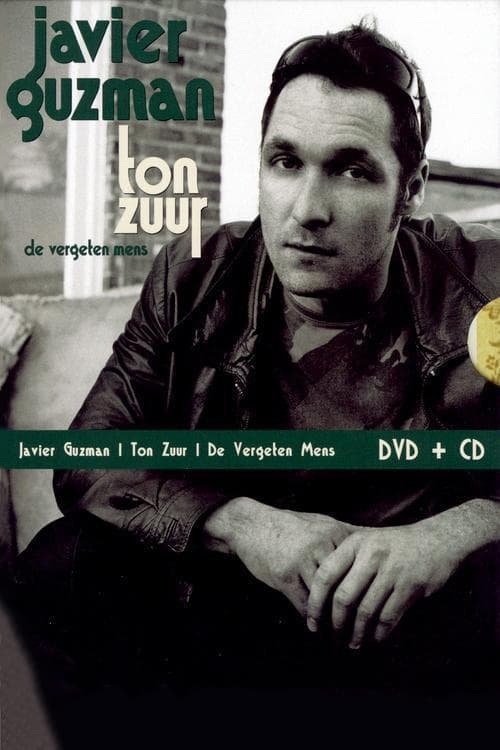 javier
guzman
ton
zuur
de vergeten mens
Javier Guzman | Ton Zuur | De Vergeten Mens DVD + CD